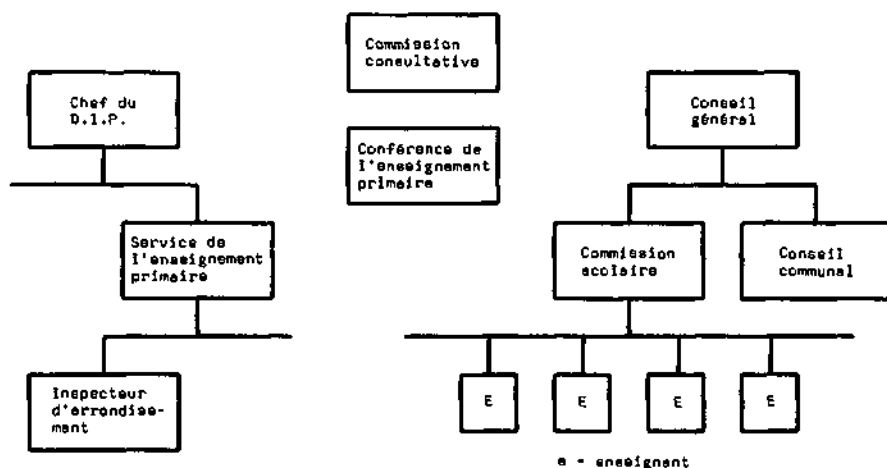 Commission
consultative
Chef du
D.I.P.
Conseil
général
Conférence de
l'enseignement
primaire
Service de
l'enseignement
primaire
Commission
scolaire
Conseil
communal
Inspecteur
d'arrondisse-
ment
E E E E
e - enseignant